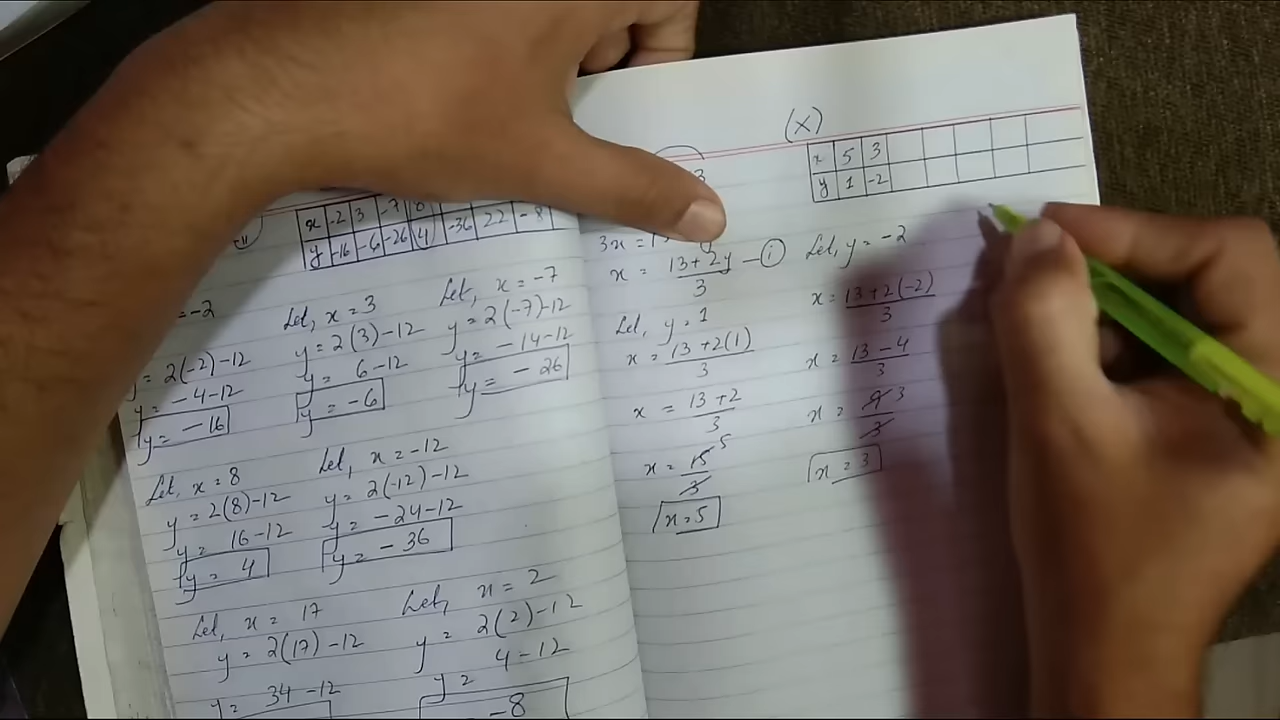 x -2 3 -7 8 -36 22 -8
y -16 -6 -26 4
= -2
y = 2(-2)-12
y = -4-12
y = -16
Let, x = 3
y = 2(3)-12
y = 6-12
y = -6
Let, x = -7
y = 2(-7)-12
y = -14-12
y = -26
Let, x = 8
y = 2(8)-12
y = 16-12
y = 4
Let, x = -12
y = 2(-12)-12
y = -24-12
y = -36
Let, x = 17
y = 2(17)-12
y = 34-12
Let, x = 2
y = 2(2)-12
y = 4-12
-8
(X)
x 5 3
y 1 -2
3x = 13
x = 13+2y/3 - (i)
Let, y = 1
x = 13+2(1)/3
x = 13+2/3
x = 15/3 5
x = 5
Let, y = -2
x = 13+2(-2)/3
x = 13-4/3
x = 9/3 3
x = 3